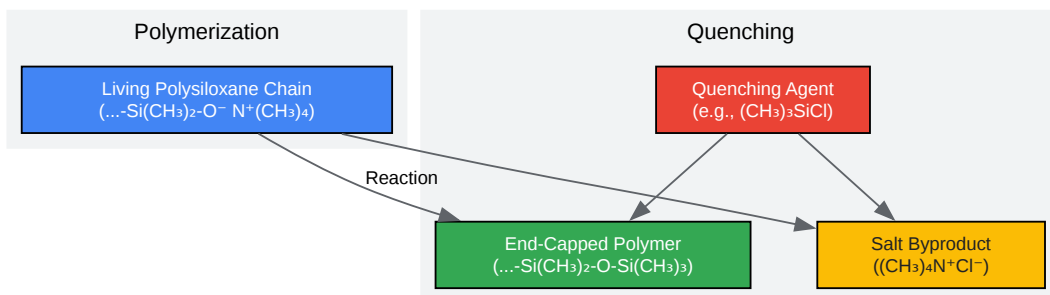 Polymerization
Quenching
Living Polysiloxane Chain
(...-Si(CH₃)₂-O⁻ N⁺(CH₃)₄)
Quenching Agent
(e.g., (CH₃)₃SiCl)
Reaction
End-Capped Polymer
(...-Si(CH₃)₂-O-Si(CH₃)₃)
Salt Byproduct
((CH₃)₄N⁺Cl⁻)